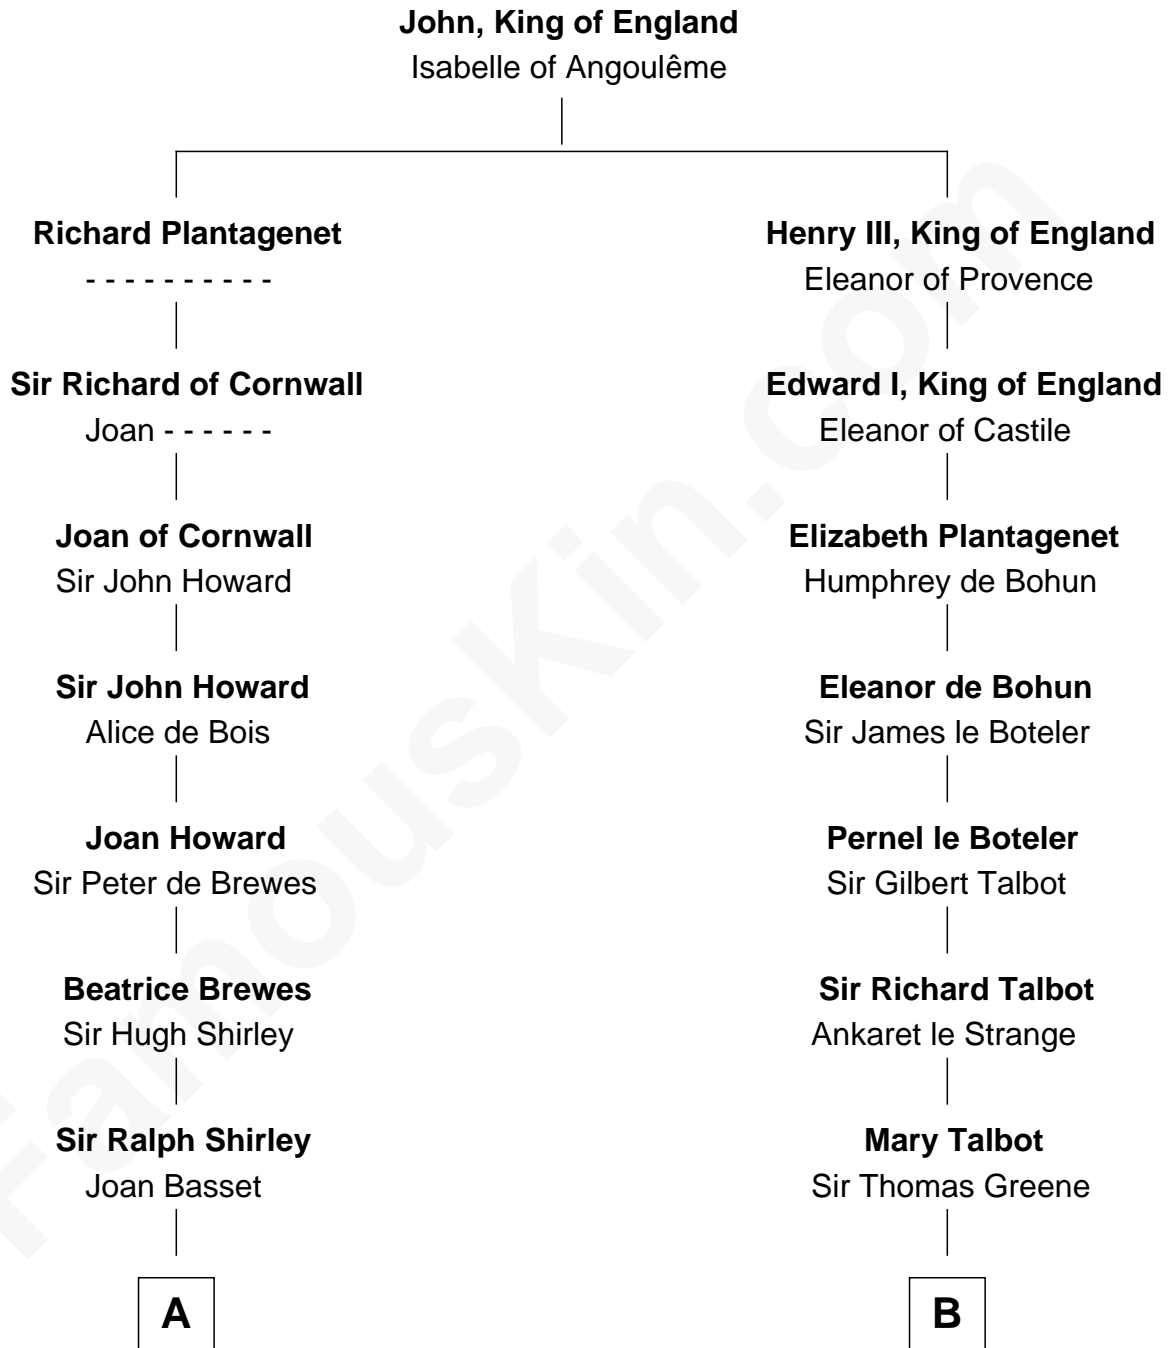 John, King of England
Isabelle of Angoulême
Richard Plantagenet
- - - - - - - - - -
Henry III, King of England
Eleanor of Provence
Sir Richard of Cornwall
Joan - - - - - -
Edward I, King of England
Eleanor of Castile
Joan of Cornwall
Sir John Howard
Elizabeth Plantagenet
Humphrey de Bohun
Sir John Howard
Alice de Bois
Eleanor de Bohun
Sir James le Boteler
Joan Howard
Sir Peter de Brewes
Pernel le Boteler
Sir Gilbert Talbot
Beatrice Brewes
Sir Hugh Shirley
Sir Richard Talbot
Ankaret le Strange
Sir Ralph Shirley
Joan Basset
Mary Talbot
Sir Thomas Greene
A
B
FamousKin.com